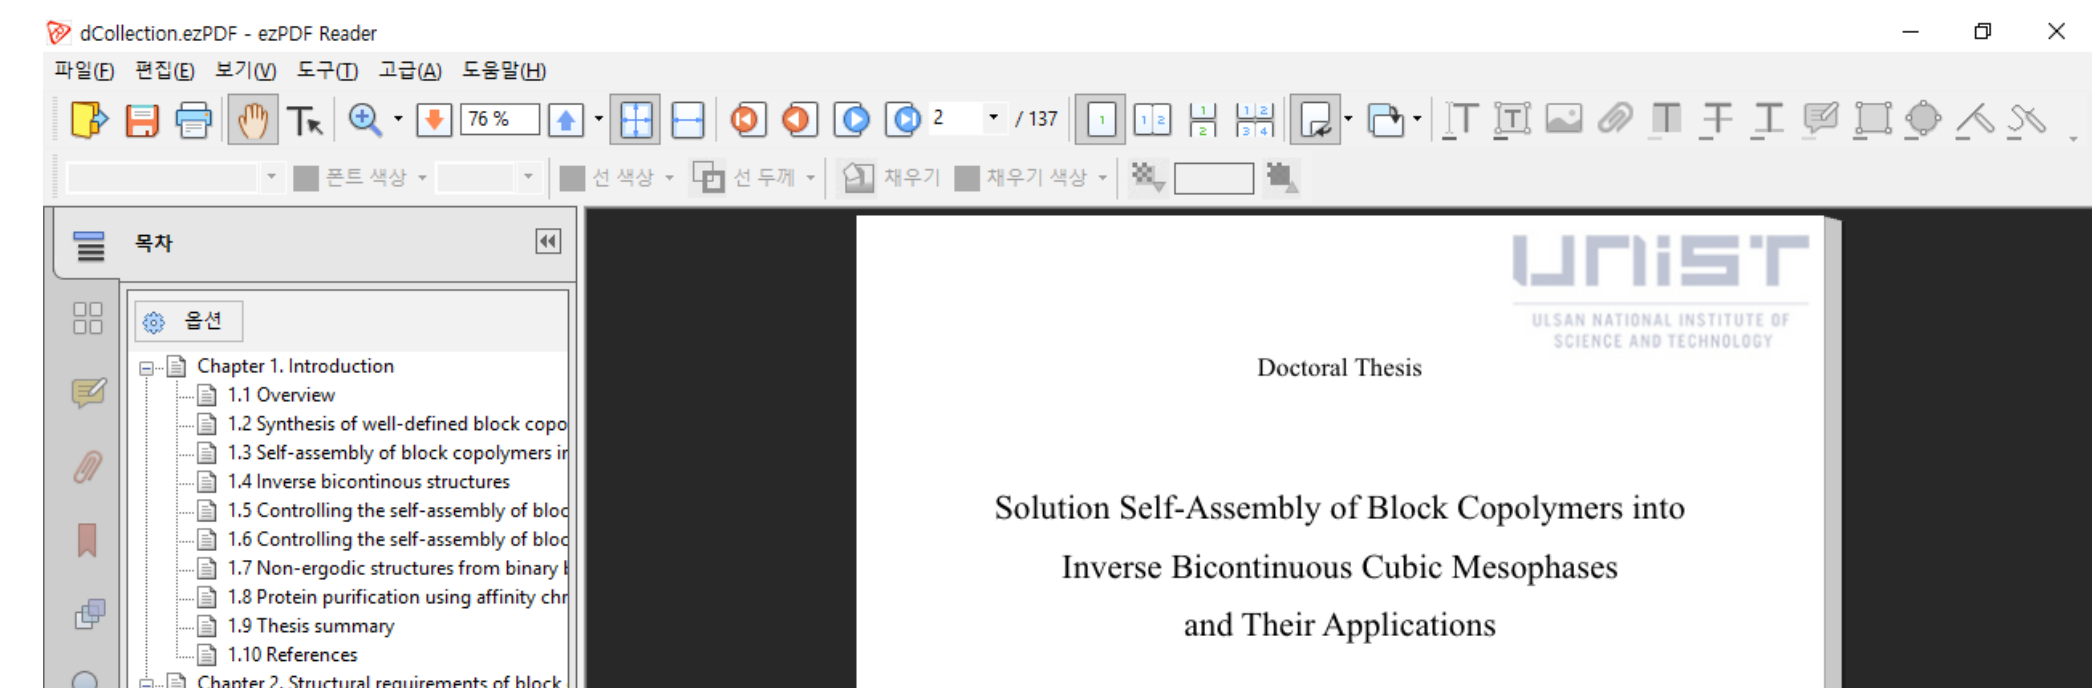 dCollection.ezPDF - ezPDF Reader
파일(F) 편집(E) 보기(V) 도구(T) 고급(A) 도움말(H)
76 %
2
/ 137
폰트 색상
선 색상
선 두께
채우기
채우기 색상
목차
옵션
Chapter 1. Introduction
1.1 Overview
1.2 Synthesis of well-defined block copo
1.3 Self-assembly of block copolymers in
1.4 Inverse bicontinous structures
1.5 Controlling the self-assembly of bloc
1.6 Controlling the self-assembly of bloc
1.7 Non-ergodic structures from binary
1.8 Protein purification using affinity chr
1.9 Thesis summary
1.10 References
Chapter 2. Structural requirements of block
UNIST
ULSAN NATIONAL INSTITUTE OF
SCIENCE AND TECHNOLOGY
Doctoral Thesis
Solution Self-Assembly of Block Copolymers into
Inverse Bicontinuous Cubic Mesophases
and Their Applications